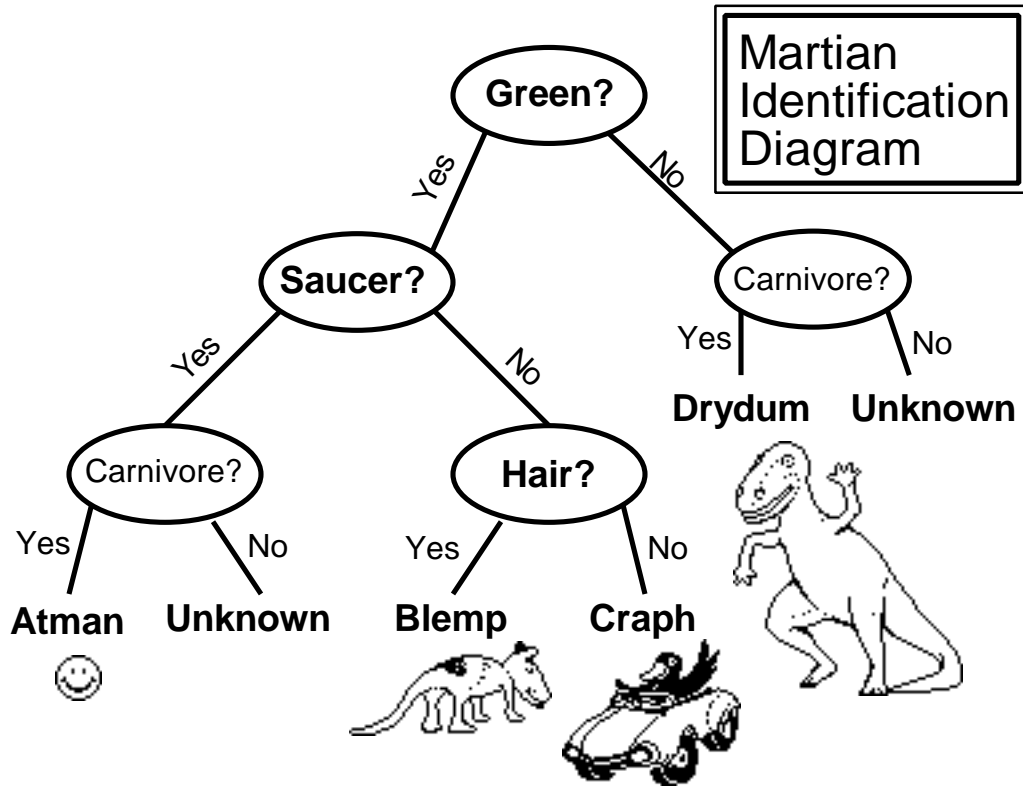 Martian
Identification
Diagram
Green?
Yes
No
Saucer?
Carnivore?
Yes
No
Yes
No
Drydum
Unknown
Carnivore?
Hair?
Yes
No
Yes
No
Atman
Unknown
Blemp
Craph